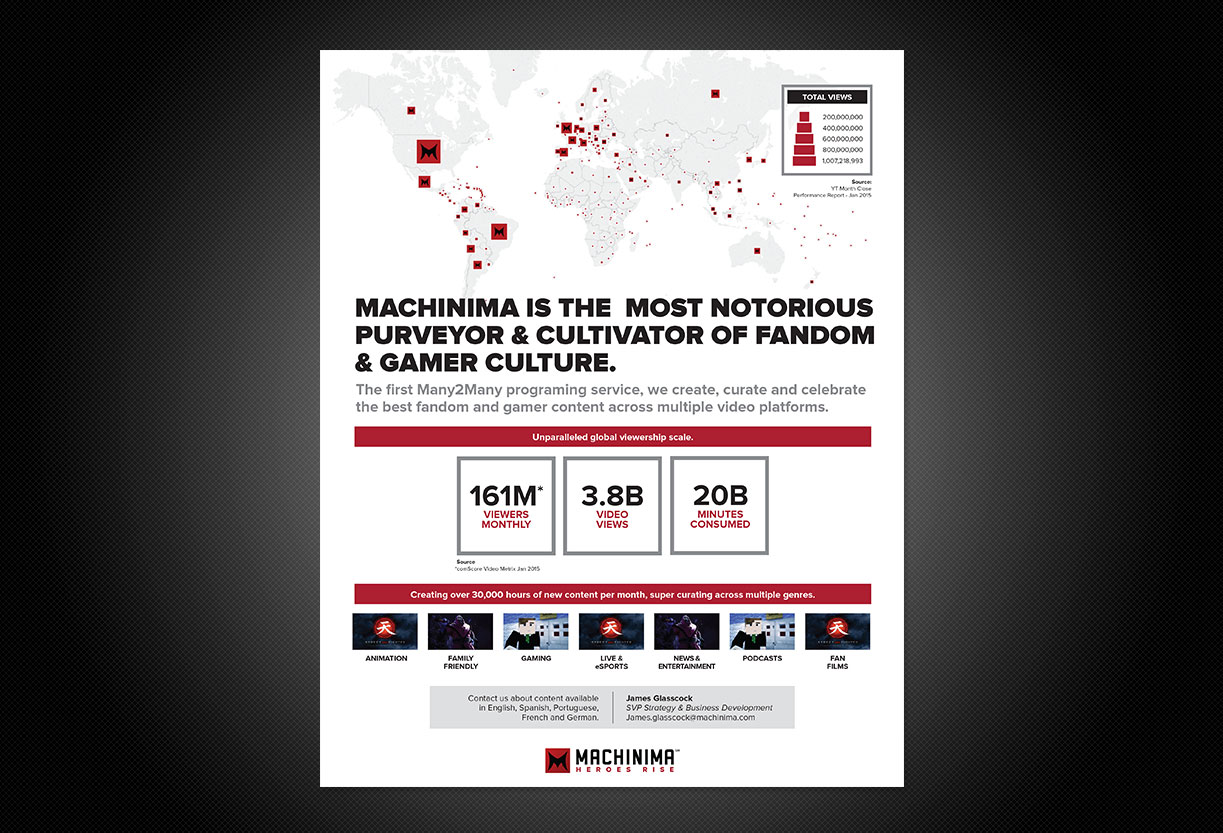 TOTAL VIEWS
200,000,000
400,000,000
600,000,000
800,000,000
1,007,218,993
Source:
YT Month Close
Performance Report - Jan 2015
MACHINIMA IS THE MOST NOTORIOUS
PURVEYOR & CULTIVATOR OF FANDOM
& GAMER CULTURE.
The first Many2Many programing service, we create, curate and celebrate
the best fandom and gamer content across multiple video platforms.
Unparalleled global viewership scale.
161M*
VIEWERS
MONTHLY
3.8B
VIDEO
VIEWS
20B
MINUTES
CONSUMED
Source
*comScore Video Metrix Jan 2015
Creating over 30,000 hours of new content per month, super curating across multiple genres.
天
天
天
ANIMATION
FAMILY
FRIENDLY
GAMING
LIVE &
eSPORTS
NEWS &
ENTERTAINMENT
PODCASTS
FAN
FILMS
Contact us about content available
in English, Spanish, Portuguese,
French and German.
James Glasscock
SVP Strategy & Business Development
James.glasscock@machinima.com
MACHINIMA
HEROES RISE